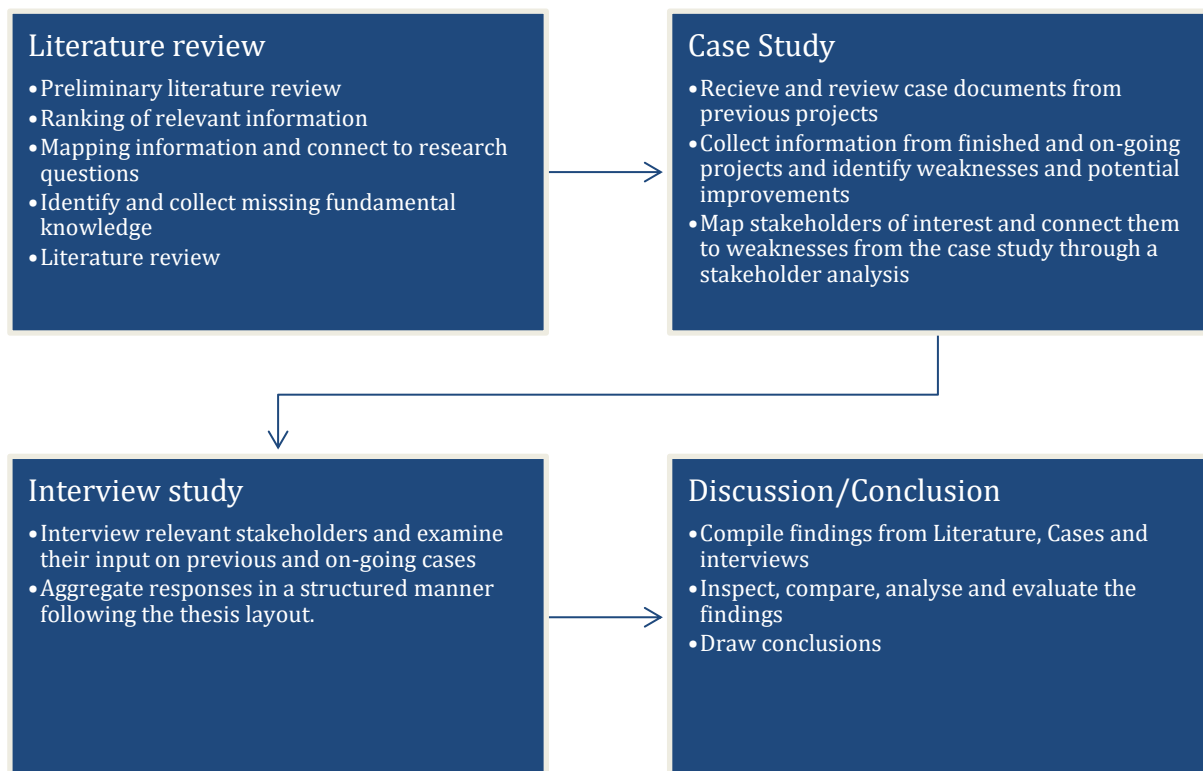 Literature review
•Preliminary literature review
•Ranking of relevant information
•Mapping information and connect to research
questions
•Identify and collect missing fundamental
knowledge
•Literature review
Case Study
•Recieve and review case documents from
previous projects
•Collect information from finished and on-going
projects and identify weaknesses and potential
improvements
•Map stakeholders of interest and connect them
to weaknesses from the case study through a
stakeholder analysis
Interview study
•Interview relevant stakeholders and examine
their input on previous and on-going cases
•Aggregate responses in a structured manner
following the thesis layout.
Discussion/Conclusion
•Compile findings from Literature, Cases and
interviews
•Inspect, compare, analyse and evaluate the
findings
•Draw conclusions